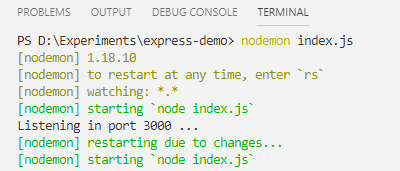 PROBLEMS OUTPUT DEBUG CONSOLE TERMINAL
PS D:\Experiments\express-demo> nodemon index.js
[nodemon] 1.18.10
[nodemon] to restart at any time, enter `rs`
[nodemon] watching: *.*
[nodemon] starting `node index.js`
Listening in port 3000 ...
[nodemon] restarting due to changes...
[nodemon] starting `node index.js`